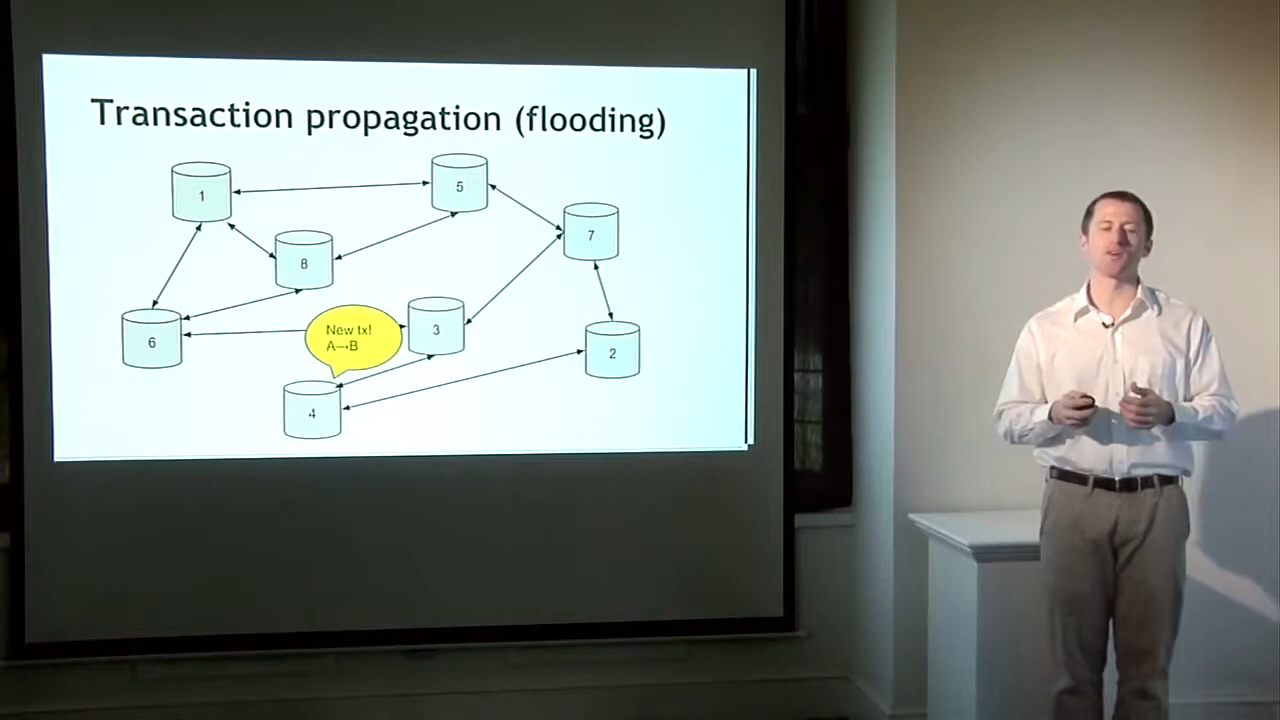 Transaction propagation (flooding)
1
5
7
8
3
6
New tx!
A→B
2
4